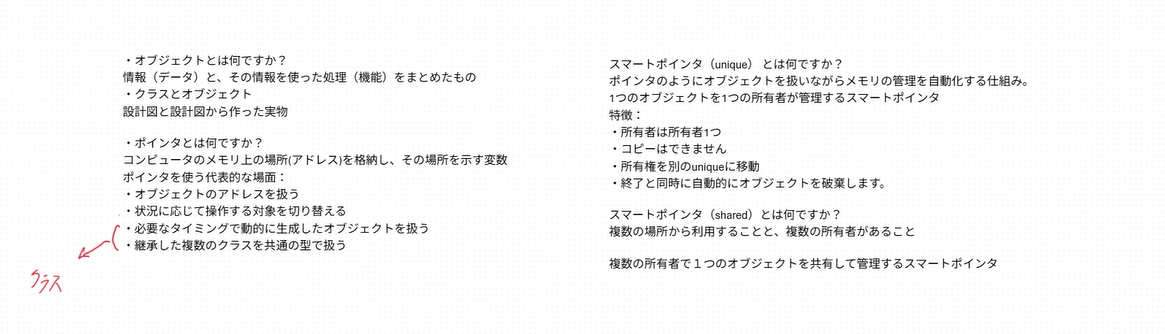 ・オブジェクトとは何ですか？
情報（データ）と、その情報を使った処理（機能）をまとめたもの
・クラスとオブジェクト
設計図と設計図から作った実物
・ポインタとは何ですか？
コンピュータのメモリ上の場所(アドレス)を格納し、その場所を示す変数
ポインタを使う代表的な場面：
・オブジェクトのアドレスを扱う
・状況に応じて操作する対象を切り替える
・必要なタイミングで動的に生成したオブジェクトを扱う
・継承した複数のクラスを共通の型で扱う
クラス
スマートポインタ（unique） とは何ですか？
ポインタのようにオブジェクトを扱いながらメモリの管理を自動化する仕組み。
1つのオブジェクトを1つの所有者が管理するスマートポインタ
特徴：
・所有者は所有者1つ
・コピーはできません
・所有権を別のuniqueに移動
・終了と同時に自動的にオブジェクトを破棄します。
スマートポインタ（shared）とは何ですか？
複数の場所から利用することと、複数の所有者があること
複数の所有者で１つのオブジェクトを共有して管理するスマートポインタ